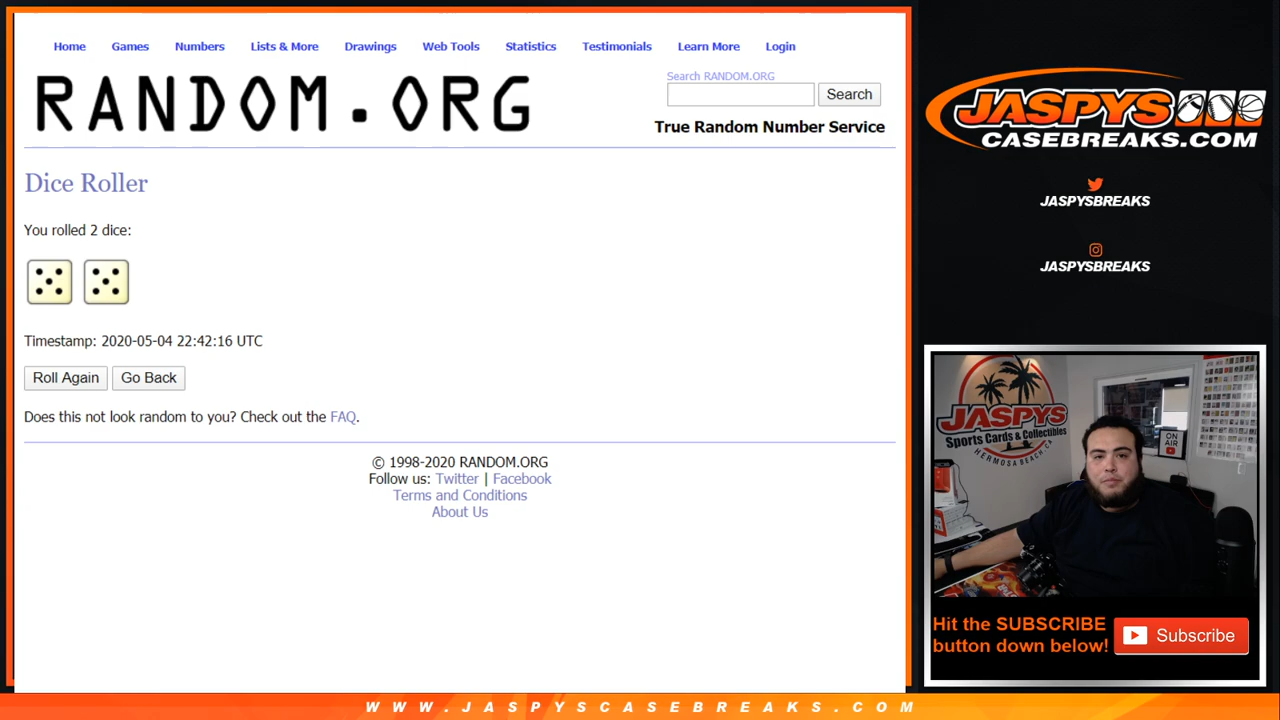 Home Games Numbers Lists & More Drawings Web Tools Statistics Testimonials Learn More Login
RANDOM.ORG
Search RANDOM.ORG
Search
True Random Number Service
Dice Roller
You rolled 2 dice:
Timestamp: 2020-05-04 22:42:16 UTC
Roll Again Go Back
Does this not look random to you? Check out the FAQ.
© 1998-2020 RANDOM.ORG
Follow us: Twitter | Facebook
Terms and Conditions
About Us
JASPYS
CASEBREAKS.COM
JASPYSBREAKS
JASPYSBREAKS
JASPYS
Sports Cards & Collectibles
HERMOSA BEACH, CA
ON
AIR
Hit the SUBSCRIBE
button down below!
Subscribe
WWW.JASPYSCASEBREAKS.COM